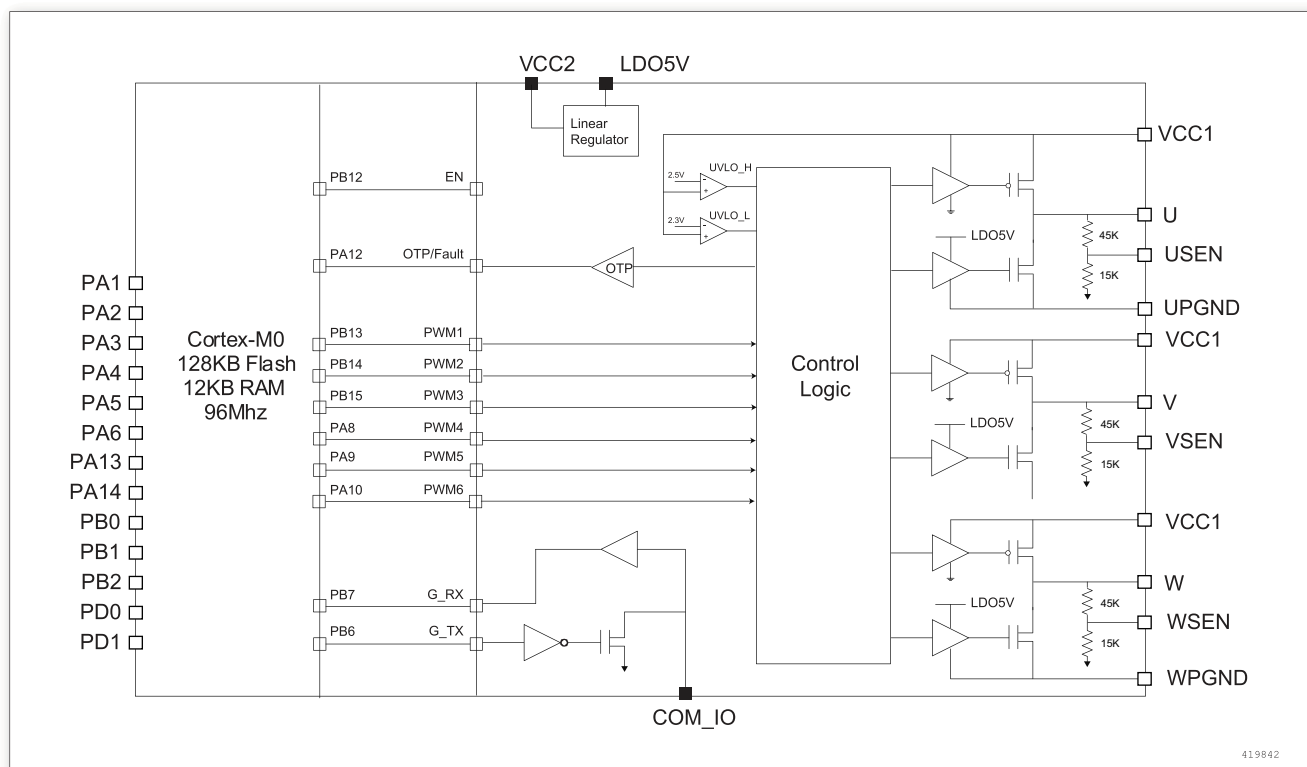 VCC2 LDO5V
Linear
Regulator
VCC1
PB12 EN
2.5V
-
+
UVLO_H
2.3V
-
+
UVLO_L
U
45K
USEN
15K
LDO5V
UPGND
PA12 OTP/Fault
OTP
PA1
PA2
PA3
PA4
PA5
PA6
PA13
PA14
PB0
PB1
PB2
PD0
PD1
Cortex-M0
128KB Flash
12KB RAM
96Mhz
PB13 PWM1
PB14 PWM2
PB15 PWM3
PA8 PWM4
PA9 PWM5
PA10 PWM6
PB7 G_RX
PB6 G_TX
Control
Logic
VCC1
V
45K
LDO5V
VSEN
15K
VCC1
W
45K
LDO5V
WSEN
15K
WPGND
COM_IO
419842